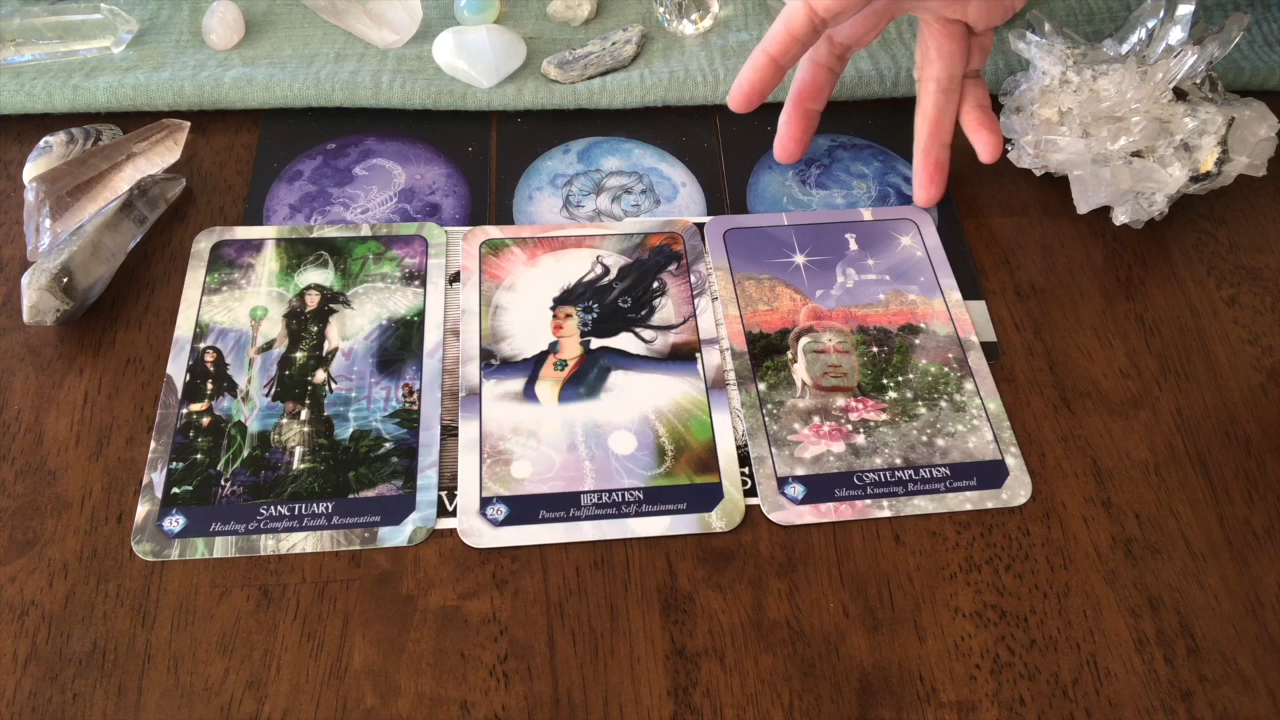 SANCTUARY
35
Healing & Comfort, Faith, Restoration
V
LIBERATION
26
Power, Fulfillment, Self-Attainment
S
CONTEMPLATION
7
Silence, Knowing, Releasing Control